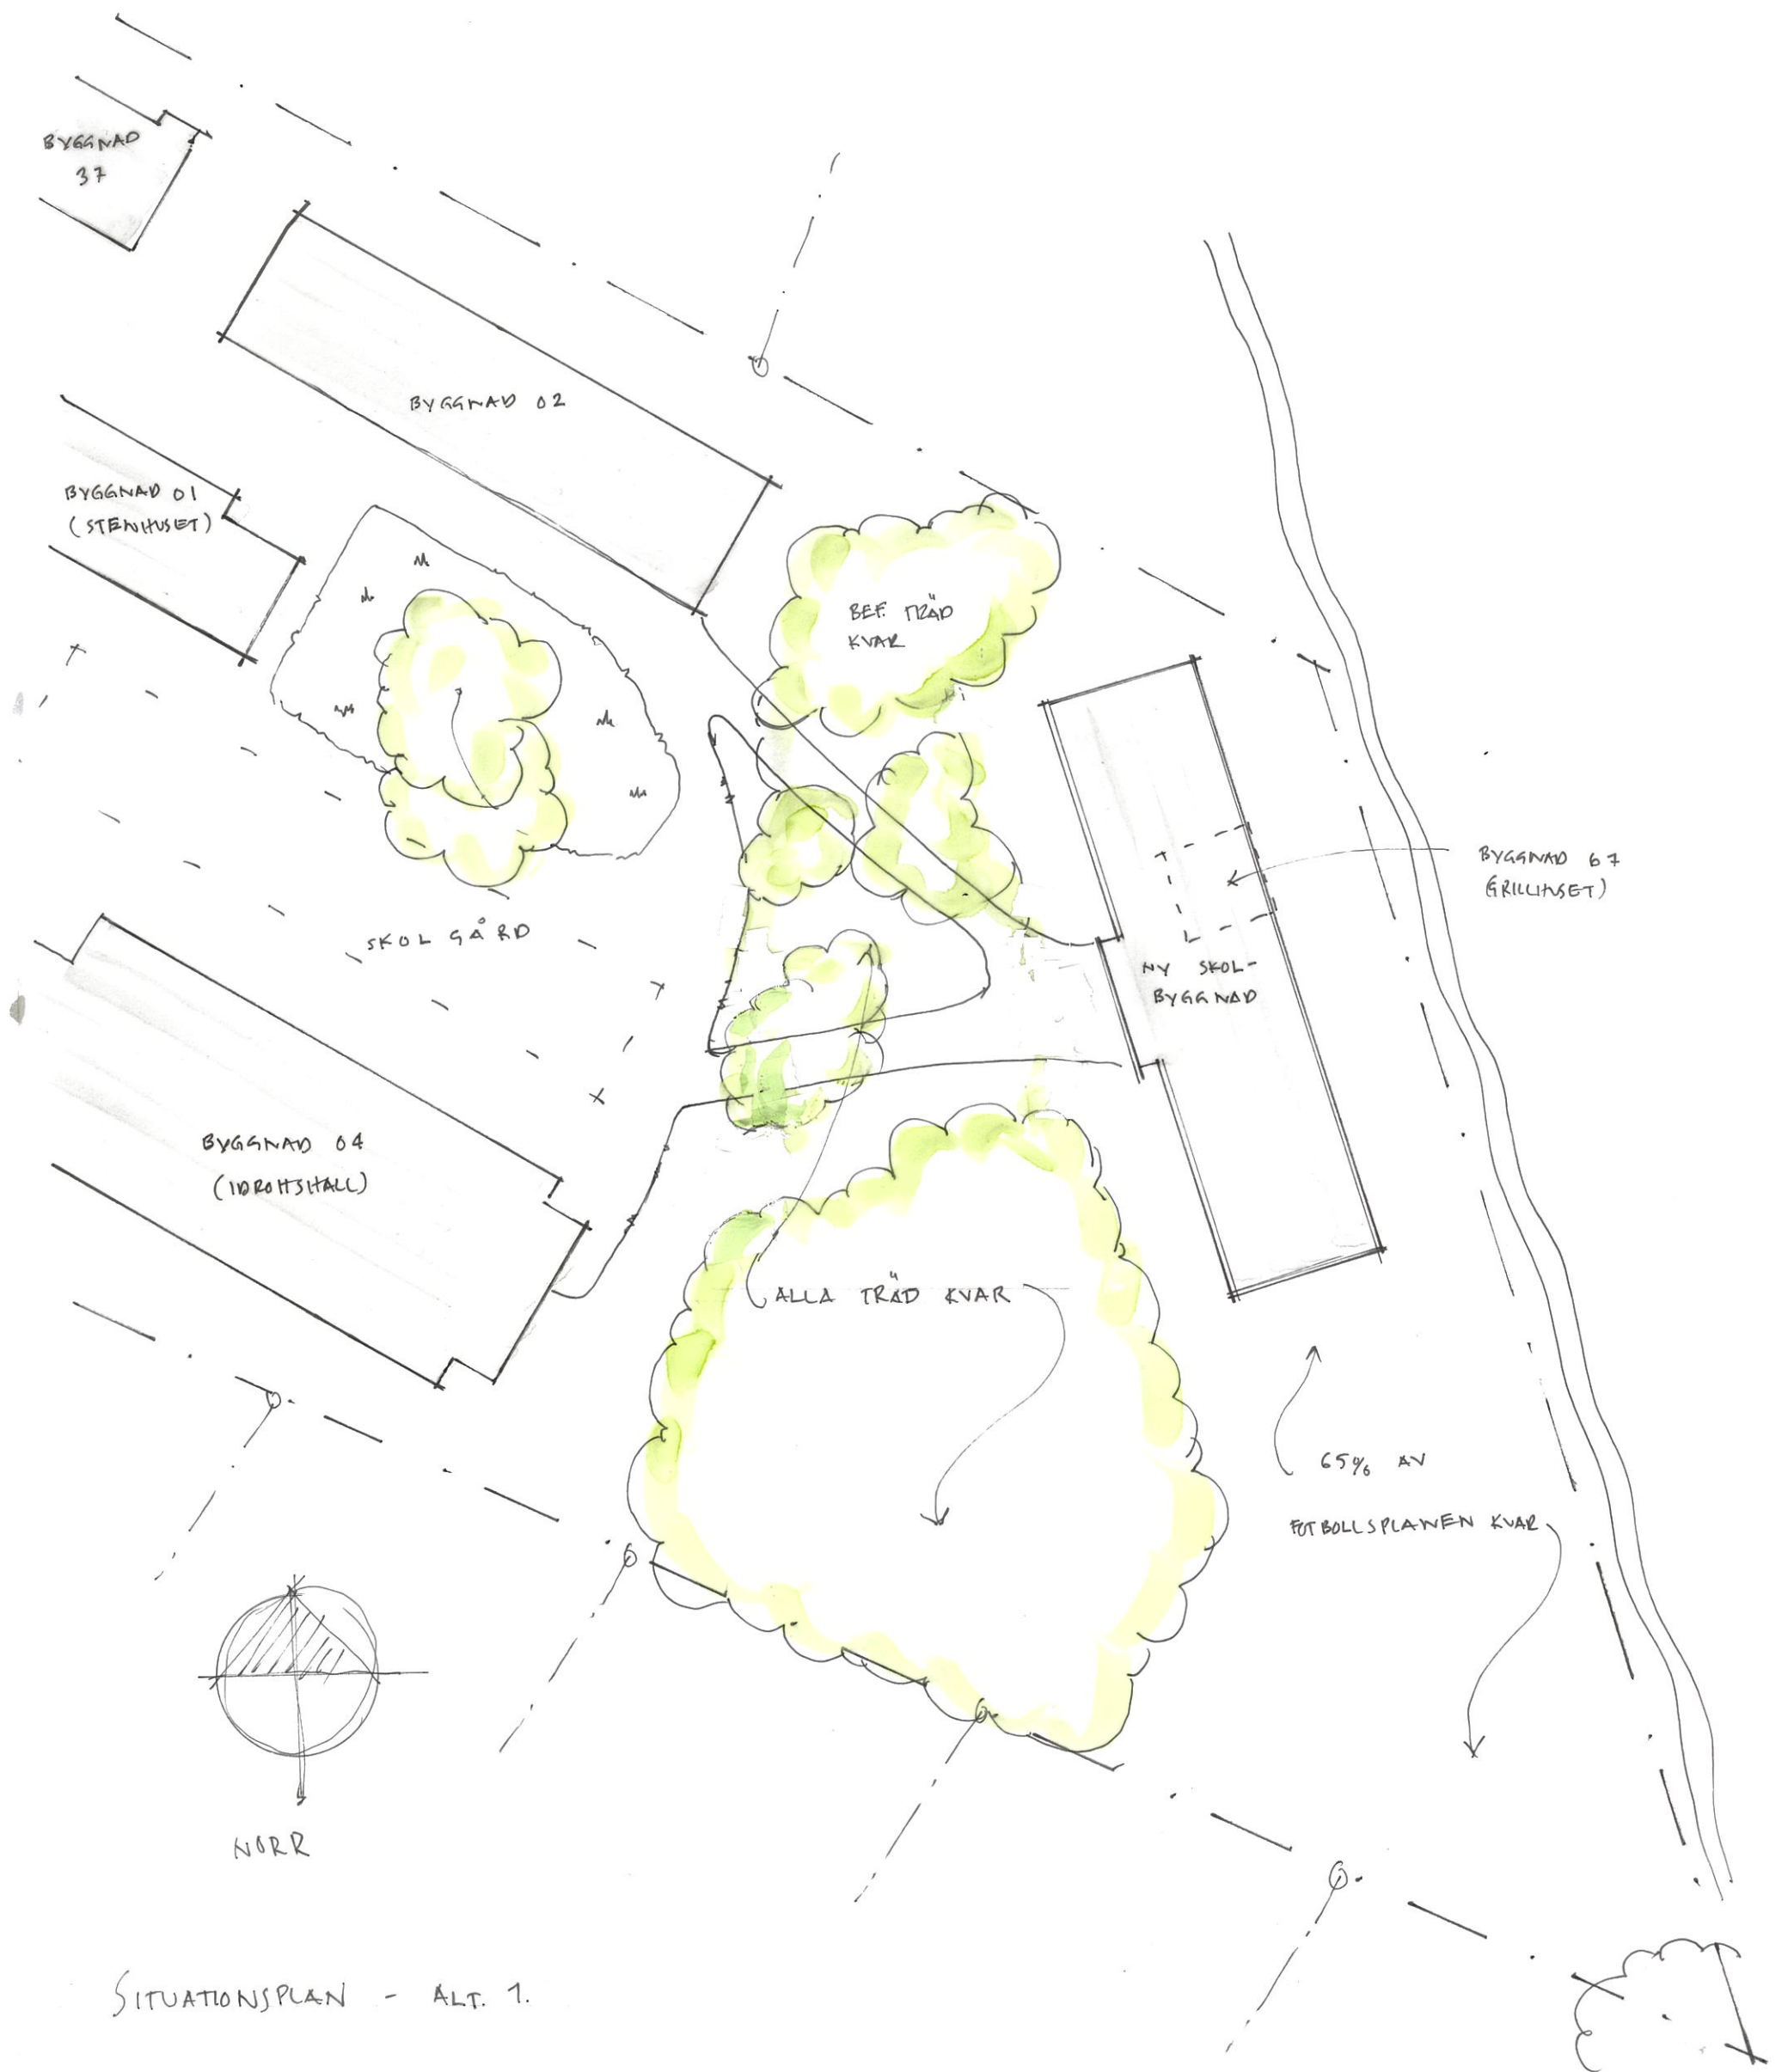 BYGGNAD
37
BYGGNAD 02
BYGGNAD 01
(STENHUSET)
BEF. TRÄD
KVAR
BYGGNAD 67
(GRILLHUSET)
SKOLGÅRD
NY SKOL-
BYGGNAD
BYGGNAD 04
(IDROTTSHALL)
ALLA TRÄD KVAR
65% AV
FOTBOLLSPLANEN KVAR
NORR
SITUATIONSPLAN - ALT. 1.